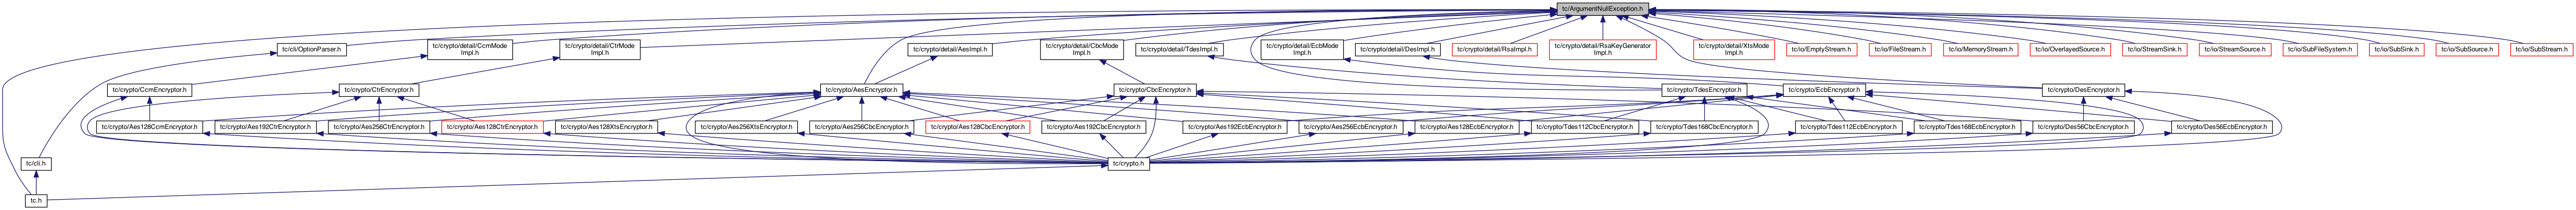 tc/ArgumentNullException.h
tc/cli/OptionParser.h
tc/crypto/detail/CcmMode
Impl.h
tc/crypto/detail/CtrMode
Impl.h
tc/crypto/detail/AesImpl.h
tc/crypto/detail/CbcMode
Impl.h
tc/crypto/detail/TdesImpl.h
tc/crypto/detail/EcbMode
Impl.h
tc/crypto/detail/DesImpl.h
tc/crypto/detail/RsaImpl.h
tc/crypto/detail/RsaKeyGenerator
Impl.h
tc/crypto/detail/XtsMode
Impl.h
tc/io/EmptyStream.h
tc/io/FileStream.h
tc/io/MemoryStream.h
tc/io/OverlayedSource.h
tc/io/StreamSink.h
tc/io/StreamSource.h
tc/io/SubFileSystem.h
tc/io/SubSink.h
tc/io/SubSource.h
tc/io/SubStream.h
tc/crypto/CcmEncryptor.h
tc/crypto/CtrEncryptor.h
tc/crypto/AesEncryptor.h
tc/crypto/CbcEncryptor.h
tc/crypto/TdesEncryptor.h
tc/crypto/EcbEncryptor.h
tc/crypto/DesEncryptor.h
tc/crypto/Aes128CcmEncryptor.h
tc/crypto/Aes192CtrEncryptor.h
tc/crypto/Aes256CtrEncryptor.h
tc/crypto/Aes128CtrEncryptor.h
tc/crypto/Aes128XtsEncryptor.h
tc/crypto/Aes256XtsEncryptor.h
tc/crypto/Aes256CbcEncryptor.h
tc/crypto/Aes128CbcEncryptor.h
tc/crypto/Aes192CbcEncryptor.h
tc/crypto/Aes192EcbEncryptor.h
tc/crypto/Aes256EcbEncryptor.h
tc/crypto/Aes128EcbEncryptor.h
tc/crypto/Tdes112CbcEncryptor.h
tc/crypto/Tdes168CbcEncryptor.h
tc/crypto/Tdes112EcbEncryptor.h
tc/crypto/Tdes168EcbEncryptor.h
tc/crypto/Des56CbcEncryptor.h
tc/crypto/Des56EcbEncryptor.h
tc/cli.h
tc/crypto.h
tc.h